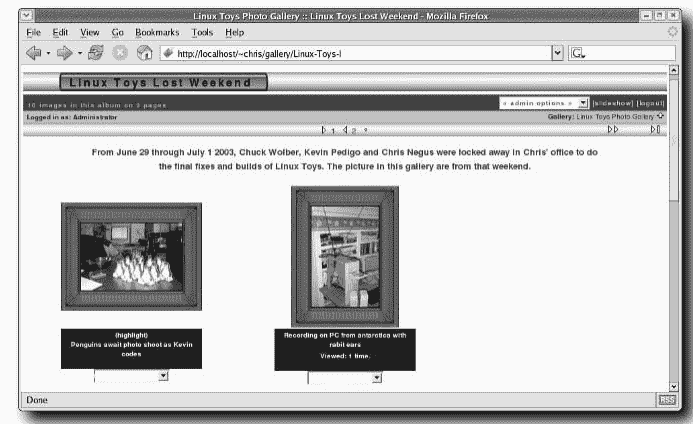 Linux Toys Photo Gallery :: Linux Toys Lost Weekend - Mozilla Firefox
File Edit View Go Bookmarks Tools Help
http://localhost/~chris/gallery/Linux-Toys-l
G
Linux Toys Lost Weekend
10 images in this album on 2 pages
« admin options » [slideshow] [logout]
Logged in as: Administrator
Gallery: Linux Toys Photo Gallery
1 2
From June 29 through July 1 2003, Chuck Wolber, Kevin Pedigo and Chris Negus were locked away in Chris' office to do
the final fixes and builds of Linux Toys. The picture in this gallery are from that weekend.
(highlight)
Penguins await photo shoot as Kevin
codes
Recording on PC from antarctica with
rabit ears
Viewed: 1 time.
Done
RSS